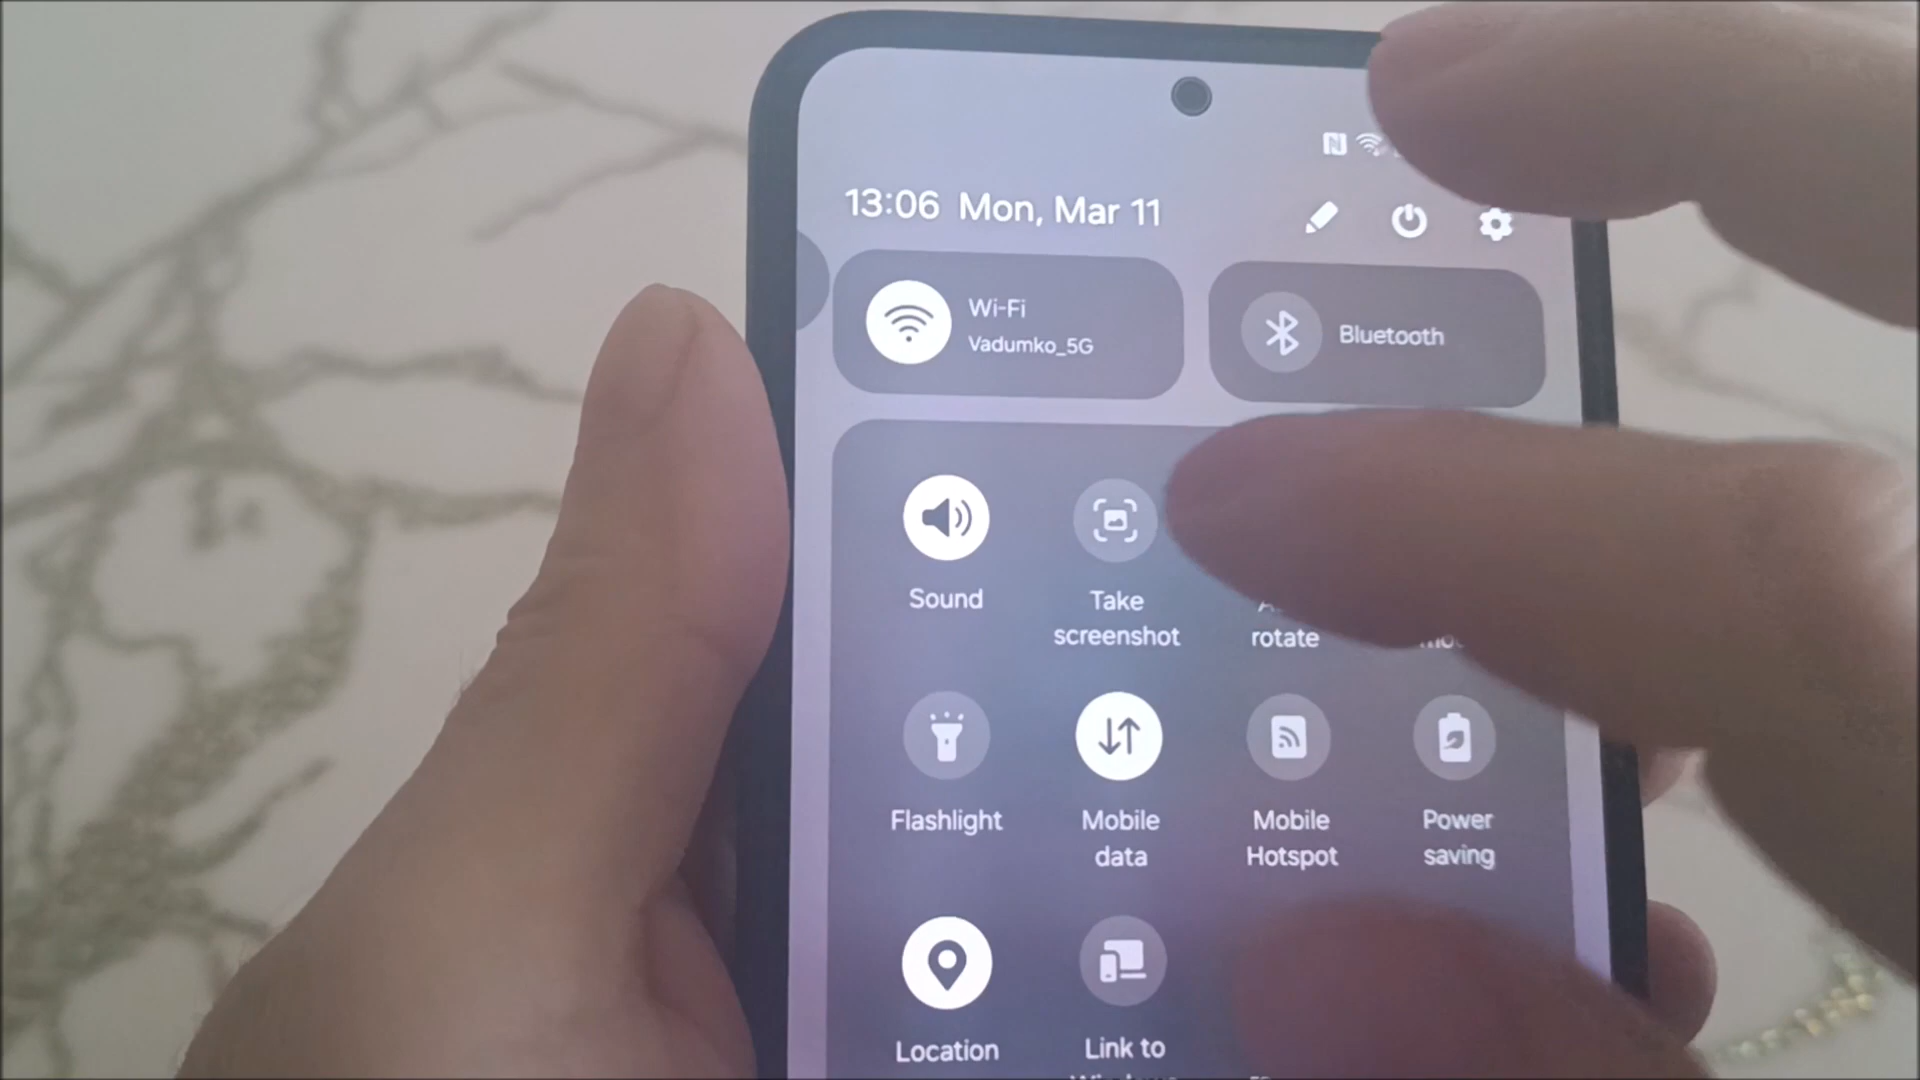 13:06 Mon, Mar 11
Wi-Fi
Vadumko_5G
Bluetooth
Sound
Take
screenshot
rotate
Flashlight
Mobile
data
Mobile
Hotspot
Power
saving
Location
Link to